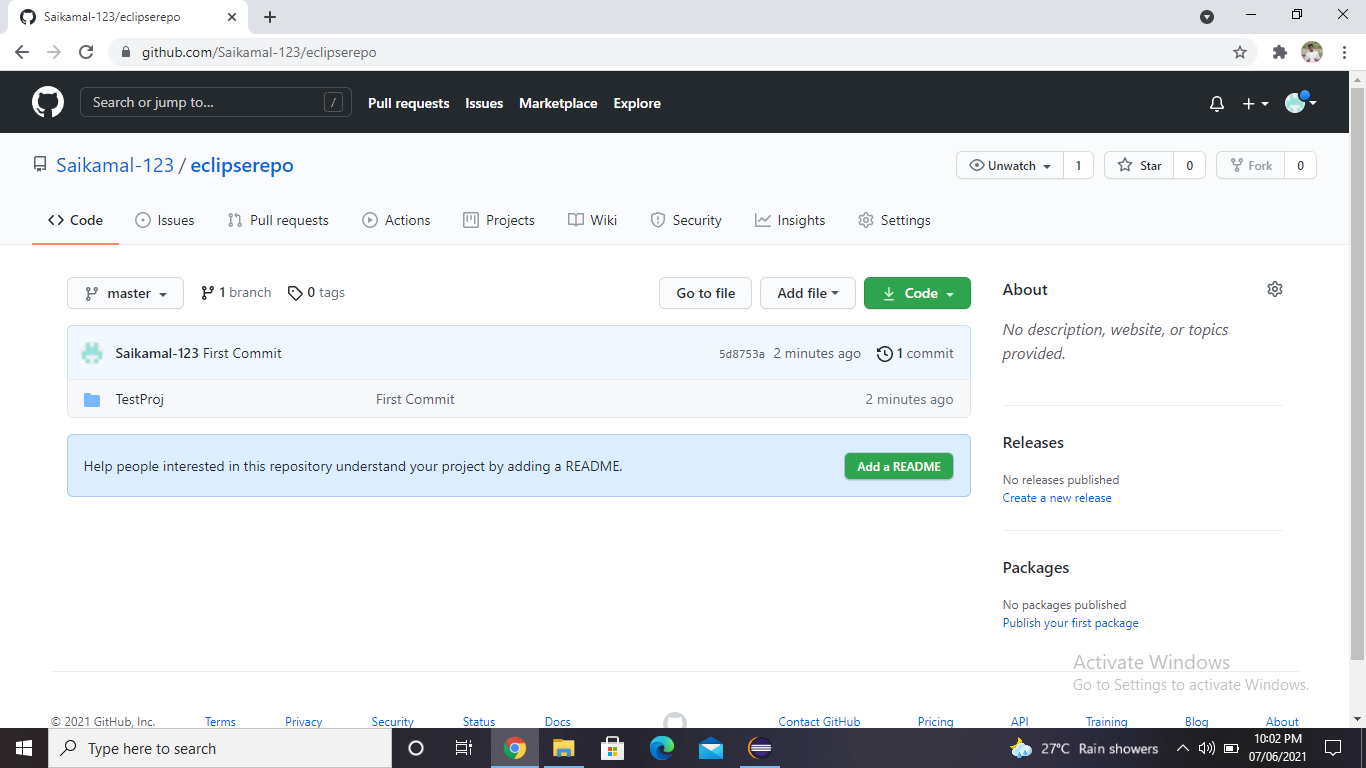 Saikamal-123/eclipserepo
github.com/Saikamal-123/eclipserepo
Search or jump to... / Pull requests Issues Marketplace Explore
Saikamal-123 / eclipserepo Unwatch 1 Star 0 Fork 0
Code Issues Pull requests Actions Projects Wiki Security Insights Settings
master 1 branch 0 tags Go to file Add file Code
Saikamal-123 First Commit 5d8753a 2 minutes ago 1 commit
TestProj First Commit 2 minutes ago
Help people interested in this repository understand your project by adding a README. Add a README
About
No description, website, or topics
provided.
Releases
No releases published
Create a new release
Packages
No packages published
Publish your first package
Activate Windows
Go to Settings to activate Windows.
© 2021 GitHub, Inc. Terms Privacy Security Status Docs Contact GitHub Pricing API Training Blog About
Type here to search 27°C Rain showers 10:02 PM
07/06/2021